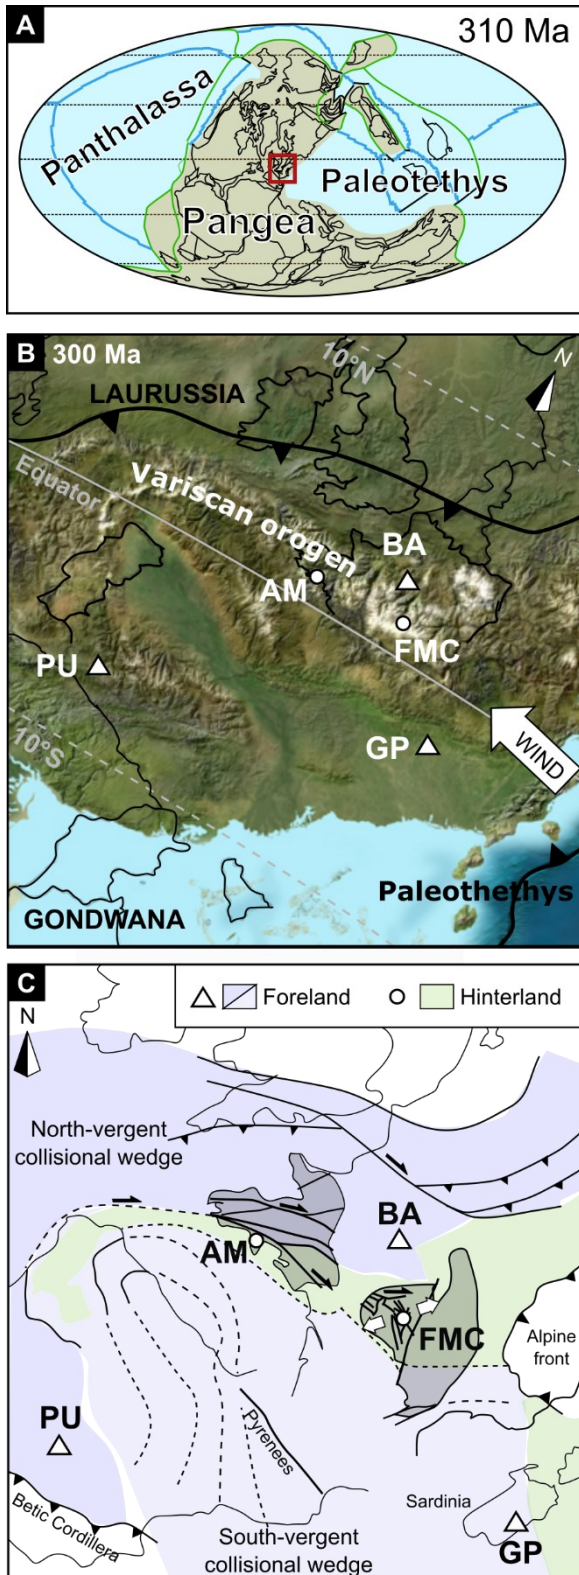 A
310 Ma
Panthalassa
Paleotethys
Pangea
B
300 Ma
10°N
N
LAURUSSIA
Equator
Variscan orogen
BA
AM
FMC
PU
GP
WIND
10°S
Paleothethys
GONDWANA
C
Foreland
Hinterland
N
North-vergent
collisional wedge
BA
AM
FMC
Alpine
front
PU
Pyrenees
Betic Cordillera
Sardinia
GP
South-vergent
collisional wedge